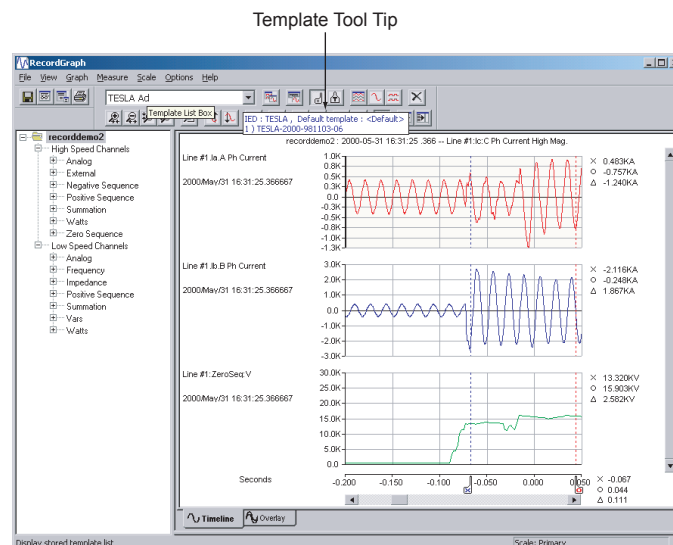 Template Tool Tip
RecordGraph
File View Graph Measure Scale Options Help
TESLA Ad
Template List Box
IED : TESLA , Default template : <Default>
1 ) TESLA-2000-981103-06
recorddemo2
High Speed Channels
Analog
External
Negative Sequence
Positive Sequence
Summation
Watts
Zero Sequence
Low Speed Channels
Analog
Frequency
Impedance
Positive Sequence
Summation
Vars
Watts
recorddemo2 : 2000-05-31 16:31:25 .366 -- Line #1:Ic:C Ph Current High Mag.
Line #1.Ia.A Ph Current
2000/May/31 16:31:25.366667
1.0K
0.8K
0.5K
0.3K
0.0
-0.3K
-0.5K
-0.8K
-1.0K
-1.3K
× 0.483KA
o -0.757KA
Δ -1.240KA
Line #1.Ib.B Ph Current
2000/May/31 16:31:25.366667
3.0K
2.0K
1.0K
0.0
-1.0K
-2.0K
-3.0K
× -2.116KA
o -0.248KA
Δ 1.867KA
Line #1:ZeroSeq:V
2000/May/31 16:31:25.366667
30.0K
25.0K
20.0K
15.0K
10.0K
5.0K
0.0
× 13.320KV
o 15.903KV
Δ 2.582KV
Seconds
-0.200 -0.150 -0.100 -0.050 0.000 0.050
× -0.067
o 0.044
Δ 0.111
Timeline Overlay
Display stored template list
Scale: Primary